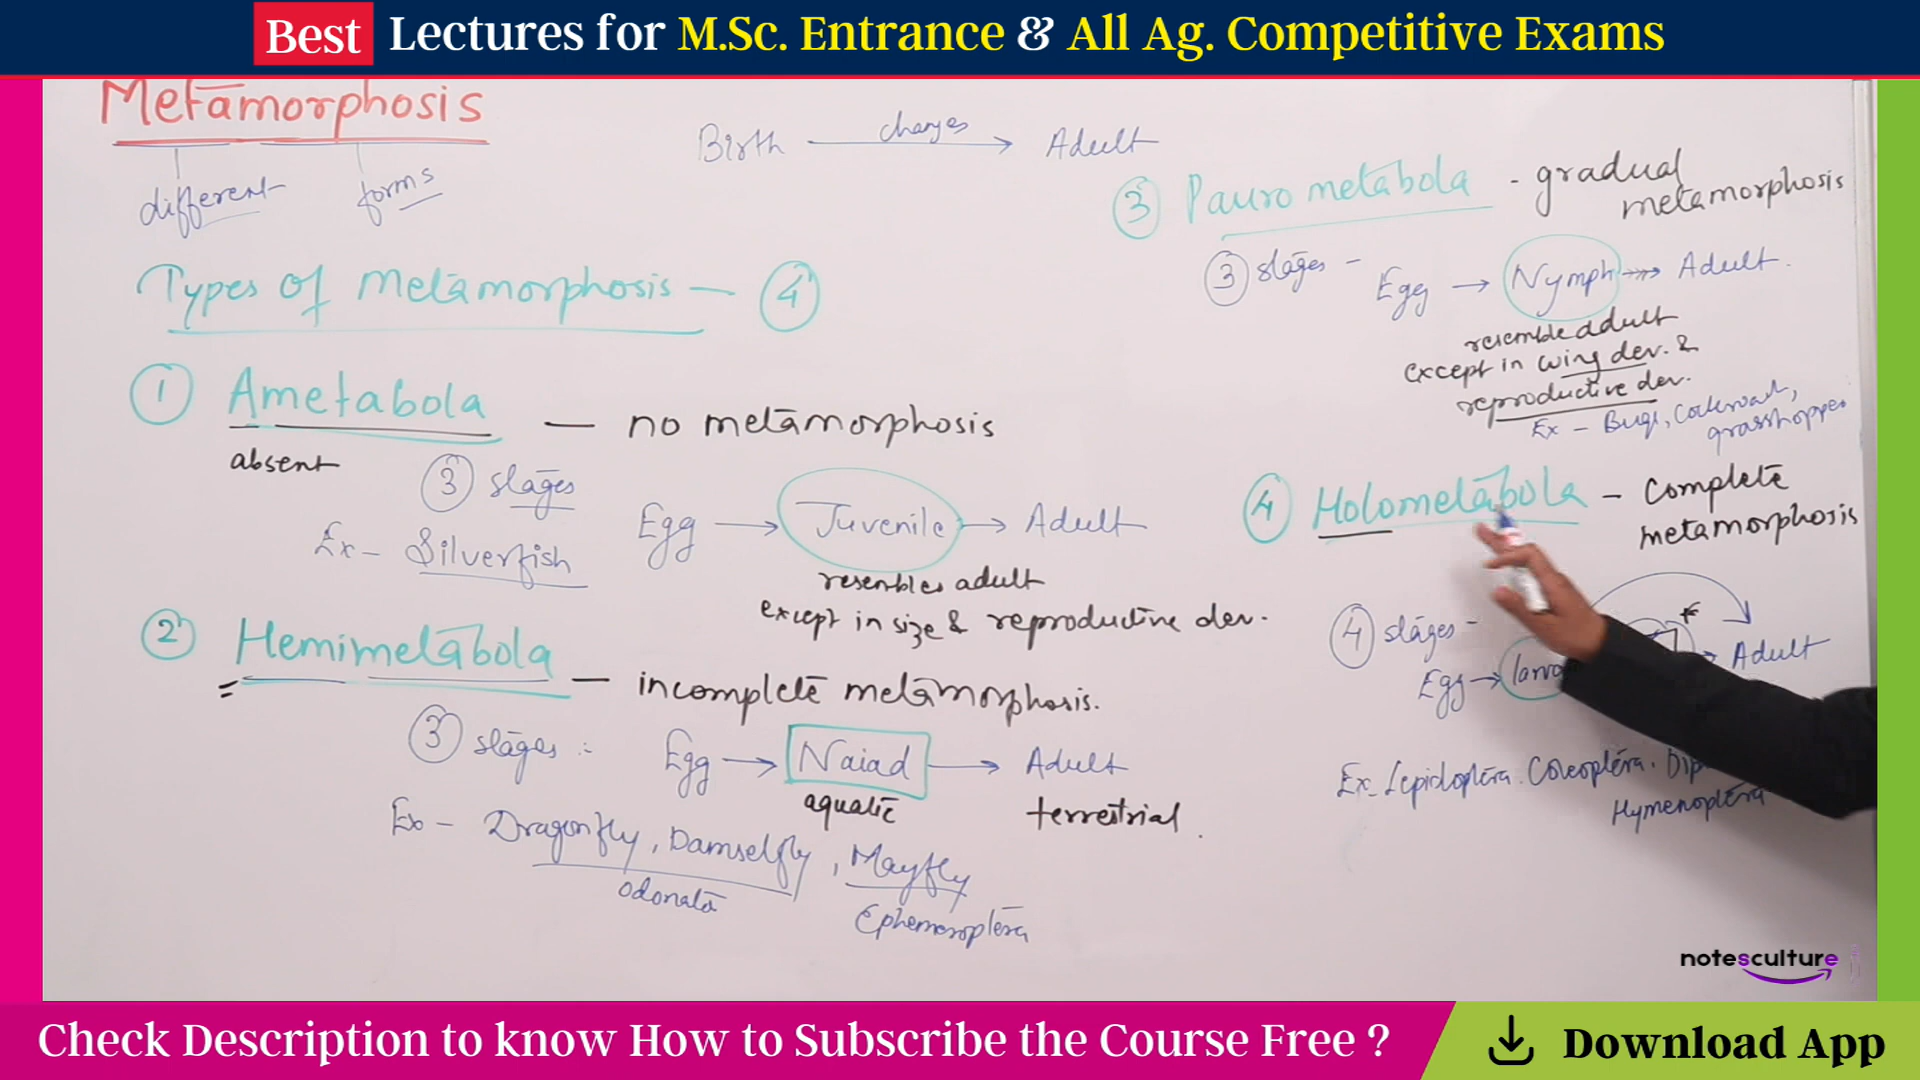 Best Lectures for M.Sc. Entrance & All Ag. Competitive Exams
Metamorphosis
different forms
Birth changes Adult
Types of Metamorphosis - 4
1 Ametabola - no metamorphosis
absent
3 stages
Egg → Juvenile → Adult
Ex - Silverfish
resembles adult
except in size & reproductive dev.
2 Hemimetabola - incomplete metamorphosis.
3 stages :-
Egg → Naiad → Adult
aquatic terrestrial
Ex - Dragonfly, Damselfly, Mayfly
odonata
Ephemeroptera
3 Pauro metabola - gradual
metamorphosis
3 stages - Egg → Nymph → Adult.
resemble adult
except in wing dev. &
reproductive dev.
Ex - Bugs, Cockroach,
grasshopper
4 Holometabola - Complete
metamorphosis
4 stages -
Egg → Adult
Ex - Lepidoptera. Coleoptera.
Hymenoptera
notesculture
Check Description to know How to Subscribe the Course Free ?
Download App